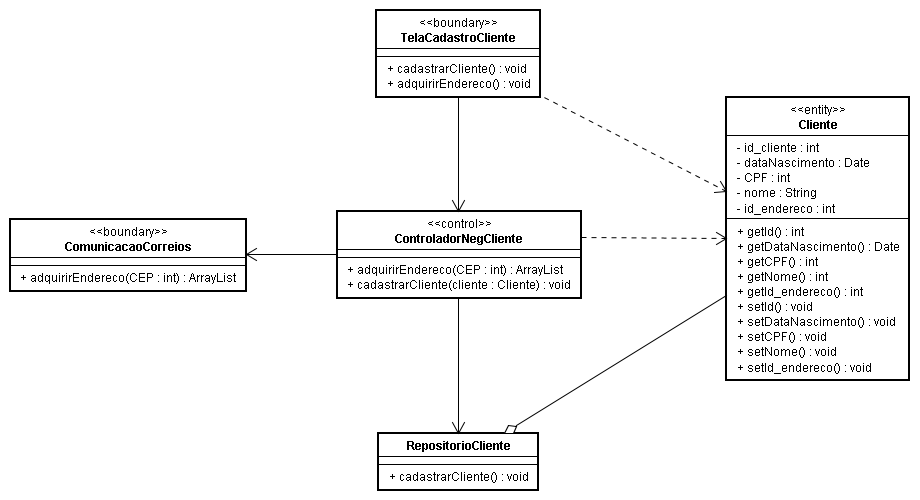 <<boundary>>
TelaCadastroCliente
+ cadastrarCliente() : void
+ adquirirEndereco() : void
<<entity>>
Cliente
- id_cliente : int
- dataNascimento : Date
- CPF : int
- nome : String
- id_endereco : int
+ getId() : int
+ getDataNascimento() : Date
+ getCPF() : int
+ getNome() : int
+ getId_endereco() : int
+ setId() : void
+ setDataNascimento() : void
+ setCPF() : void
+ setNome() : void
+ setId_endereco() : void
<<boundary>>
ComunicacaoCorreios
+ adquirirEndereco(CEP : int) : ArrayList
<<control>>
ControladorNegCliente
+ adquirirEndereco(CEP : int) : ArrayList
+ cadastrarCliente(cliente : Cliente) : void
RepositorioCliente
+ cadastrarCliente() : void